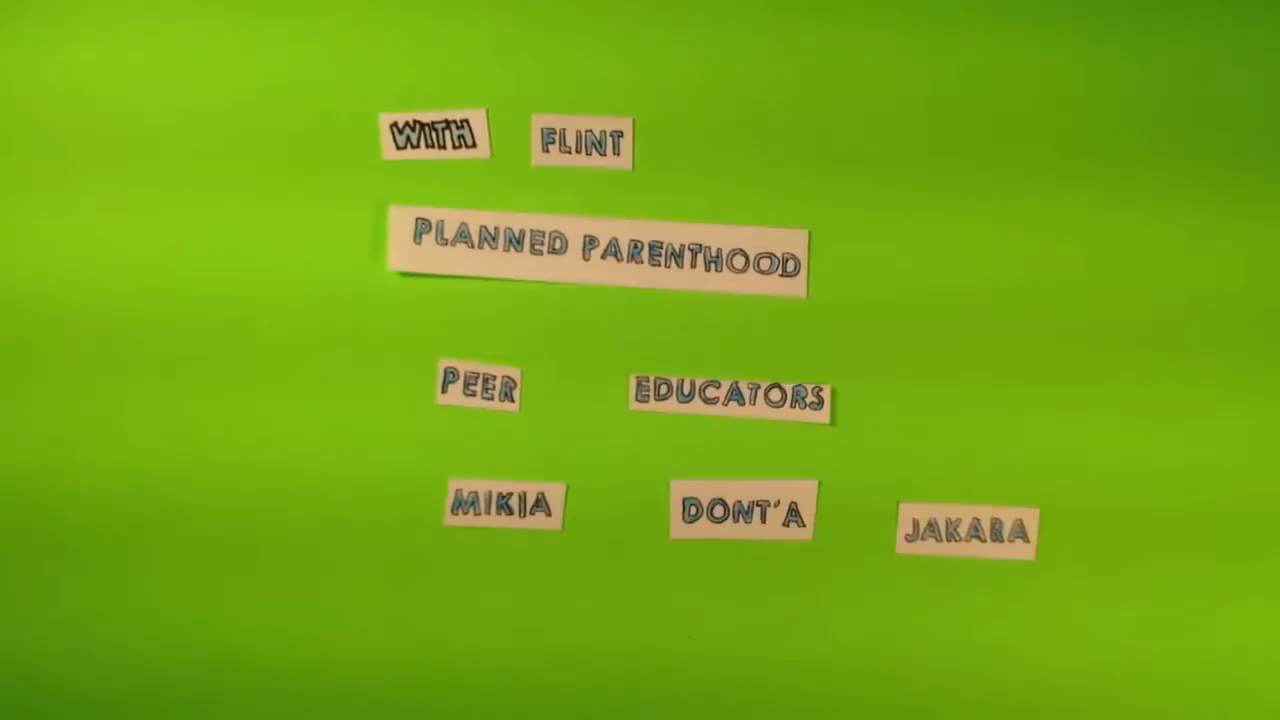 WITH FLINT
PLANNED PARENTHOOD
PEER EDUCATORS
MIKIA DONT'A JAKARA